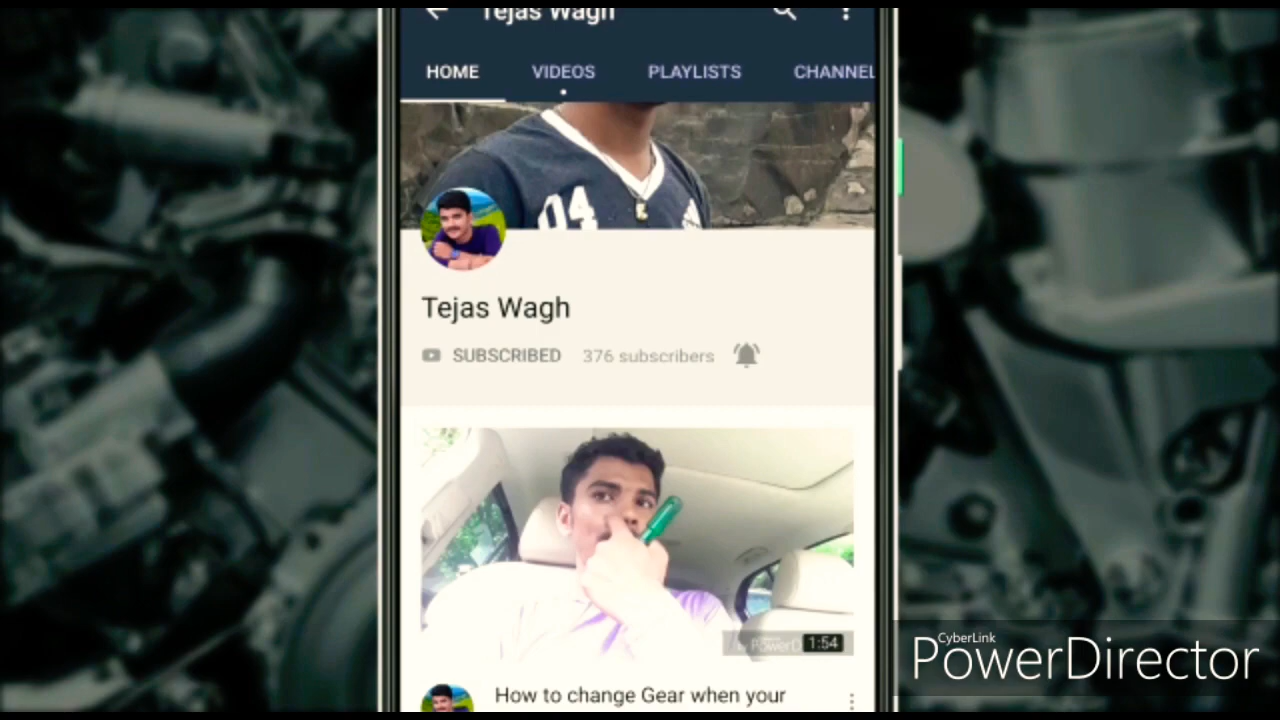 Tejas Wagh
HOME VIDEOS PLAYLISTS CHANNEL
04
Tejas Wagh
SUBSCRIBED 376 subscribers
PowerD 1:54
How to change Gear when your
CyberLink
PowerDirector